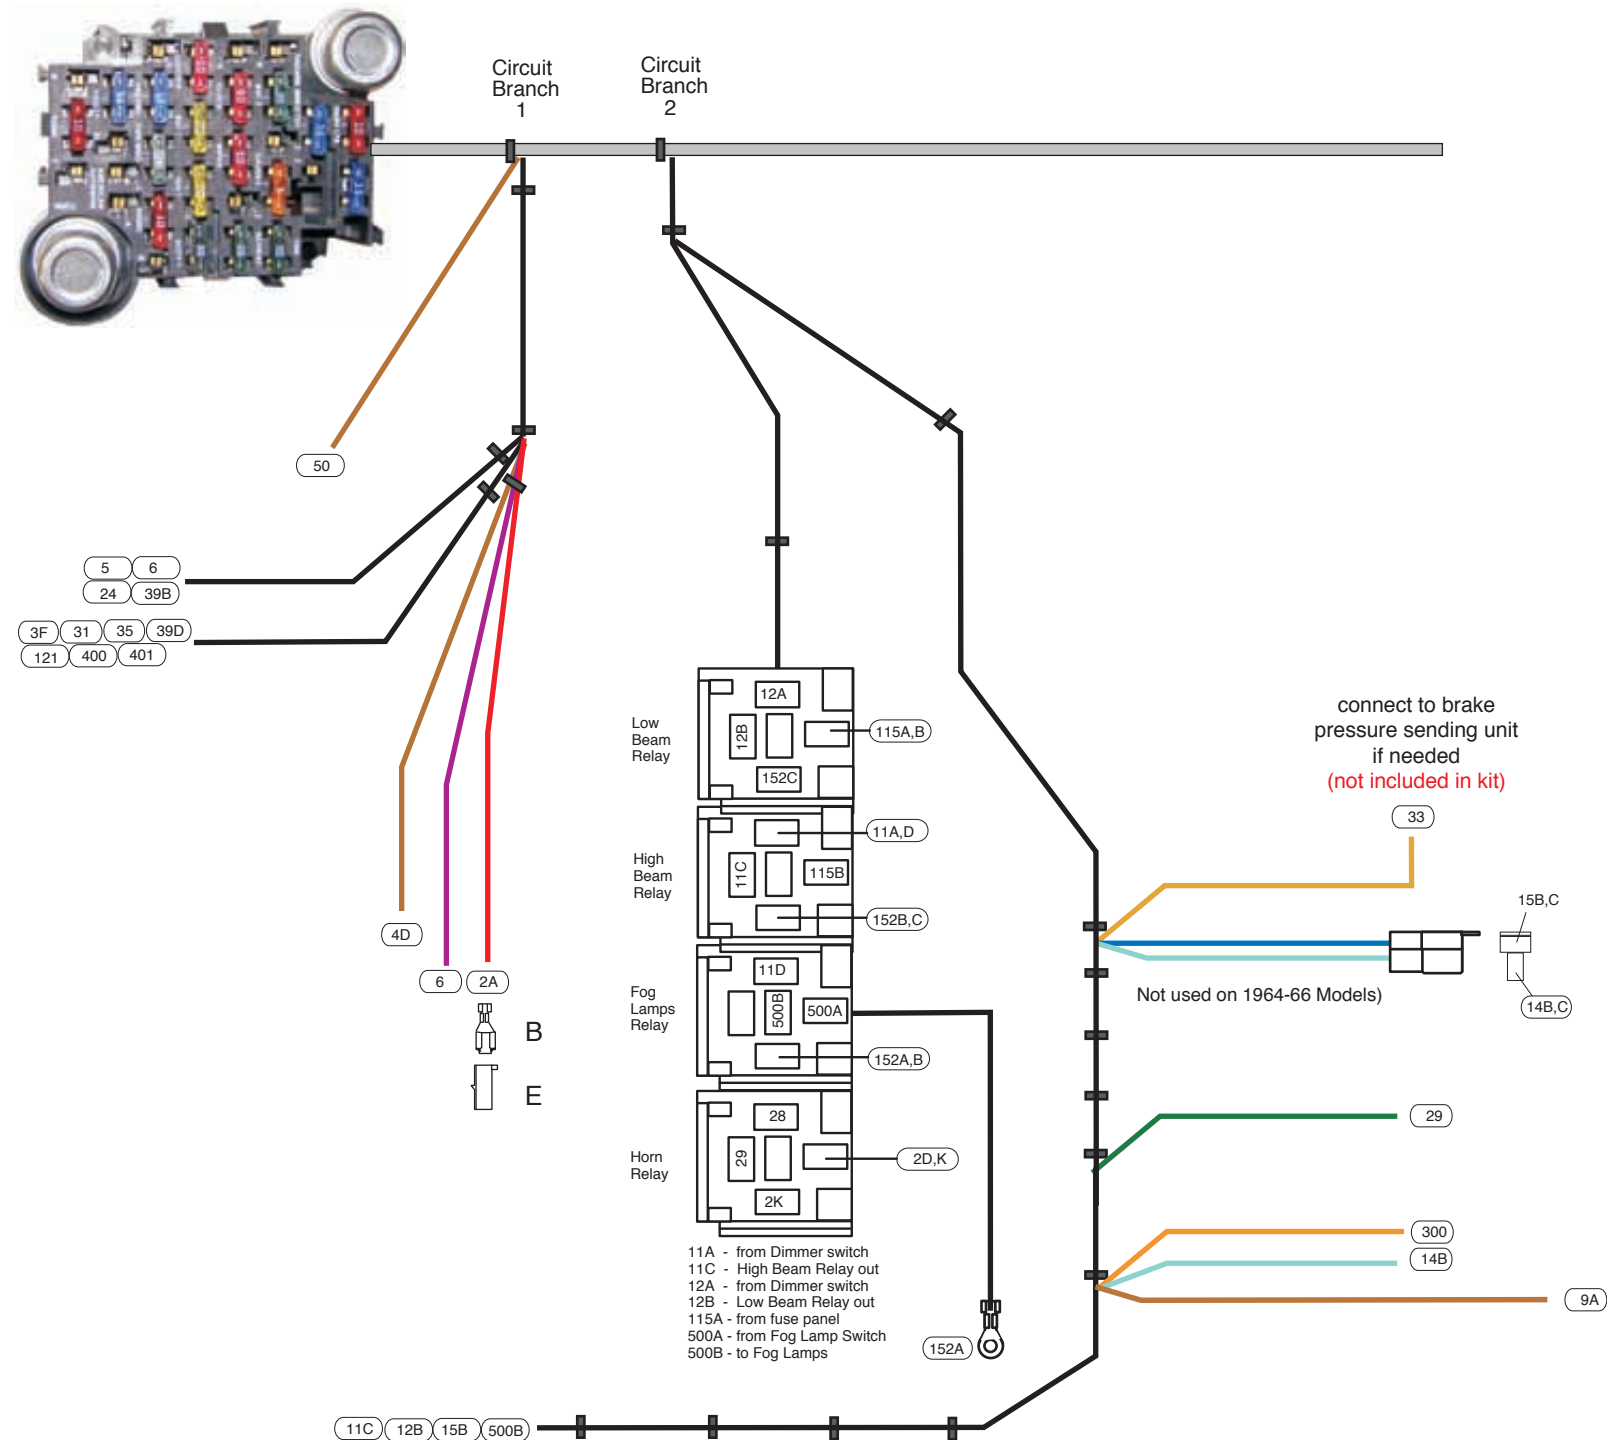 Circuit
Branch
1
Circuit
Branch
2
50
5 6
24 39B
3F 31 35 39D
121 400 401
4D
6 2A
B
E
Low
Beam
Relay
12A
12B
152C
115A,B
High
Beam
Relay
11A,D
11C
115B
152B,C
Fog
Lamps
Relay
11D
500B
500A
152A,B
Horn
Relay
28
29
2D,K
2K
11A - from Dimmer switch
11C - High Beam Relay out
12A - from Dimmer switch
12B - Low Beam Relay out
115A - from fuse panel
500A - from Fog Lamp Switch
500B - to Fog Lamps
152A
connect to brake
pressure sending unit
if needed
(not included in kit)
33
15B,C
14B,C
Not used on 1964-66 Models)
29
300
14B
9A
11C 12B 15B 500B